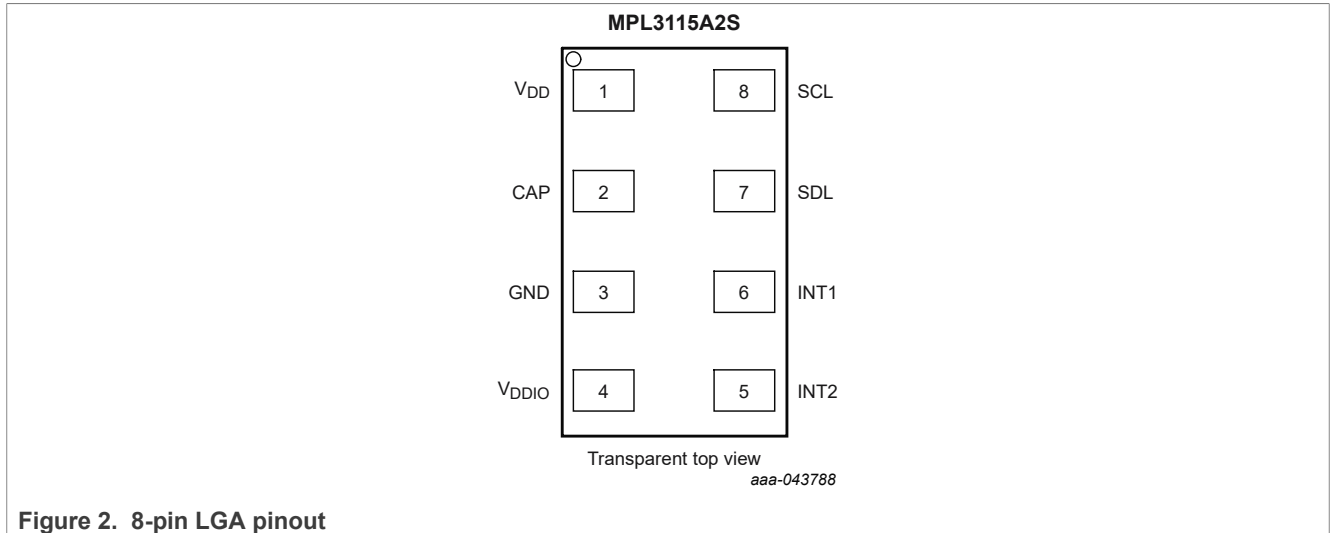 MPL3115A2S
VDD 1 8 SCL
CAP 2 7 SDL
GND 3 6 INT1
VDDIO 4 5 INT2
Transparent top view
aaa-043788
Figure 2. 8-pin LGA pinout